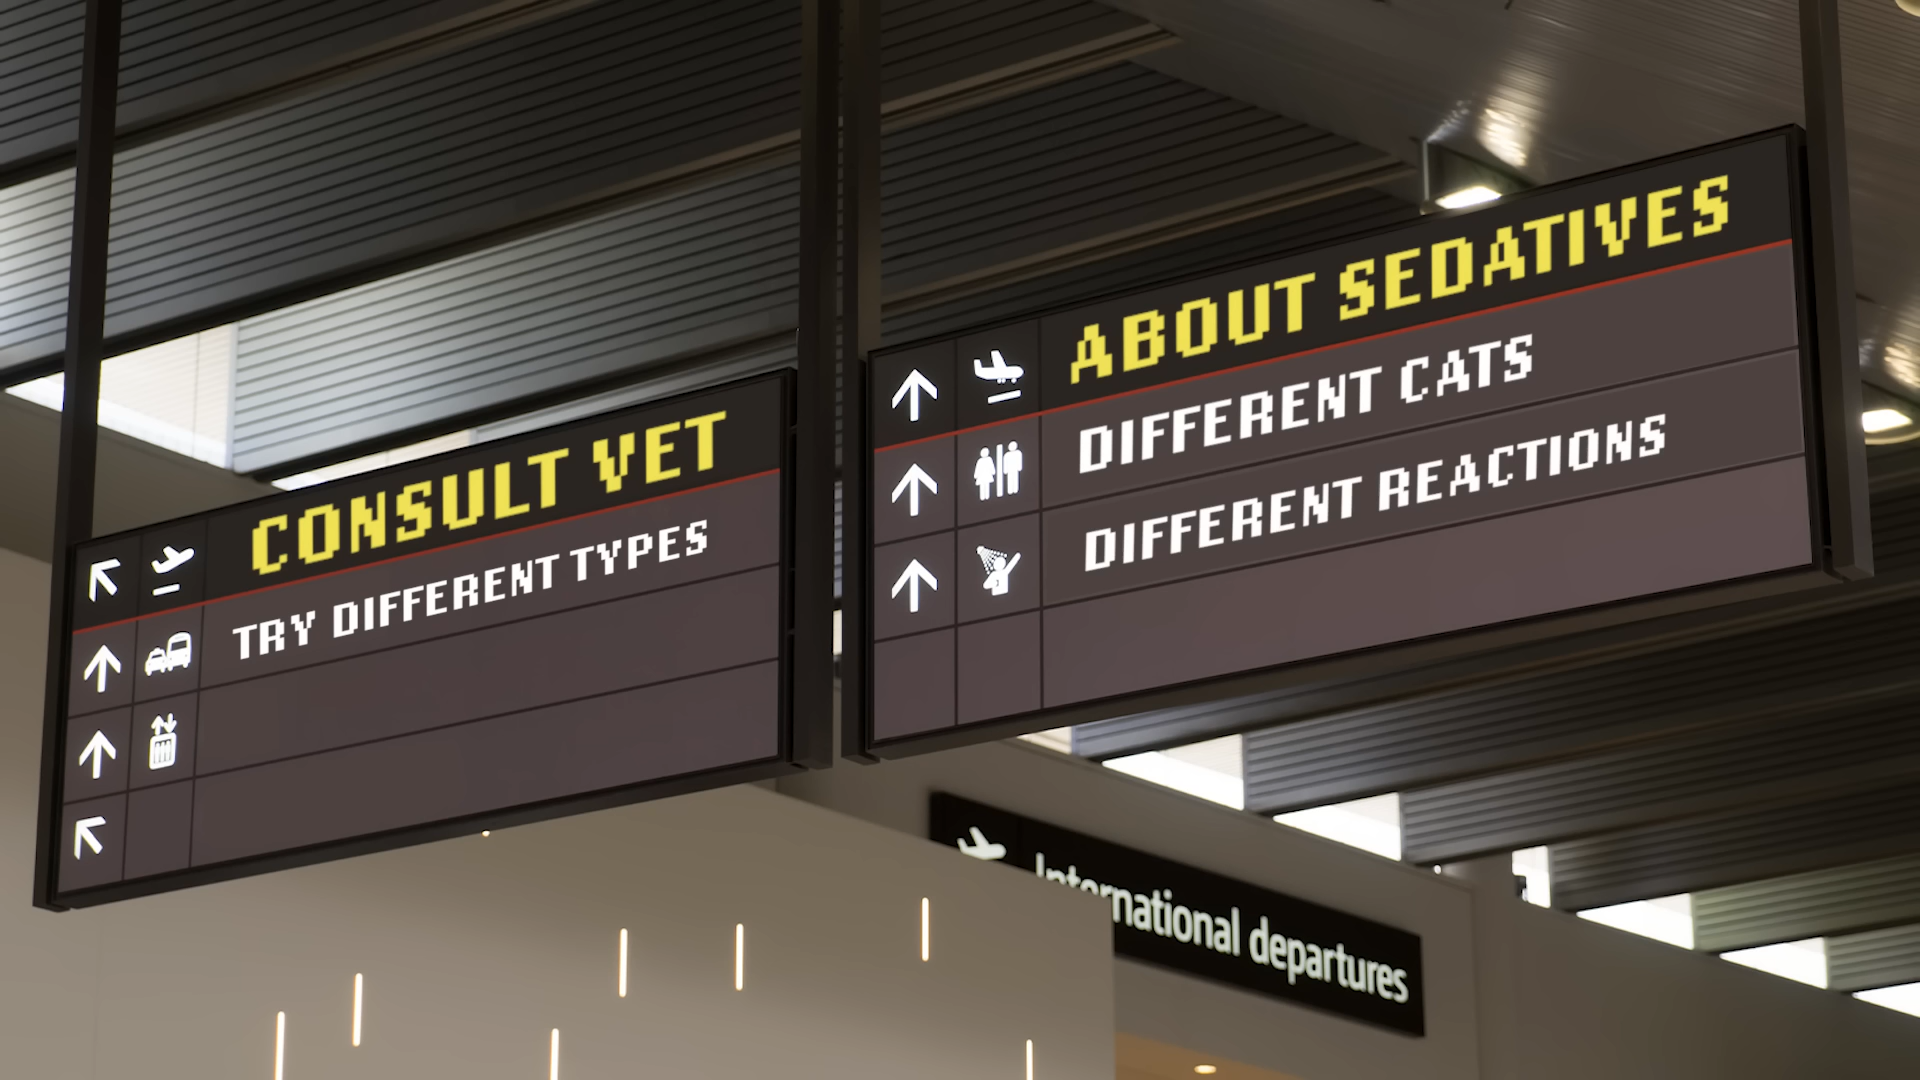 CONSULT VET
TRY DIFFERENT TYPES
ABOUT SEDATIVES
DIFFERENT CATS
DIFFERENT REACTIONS
International departures